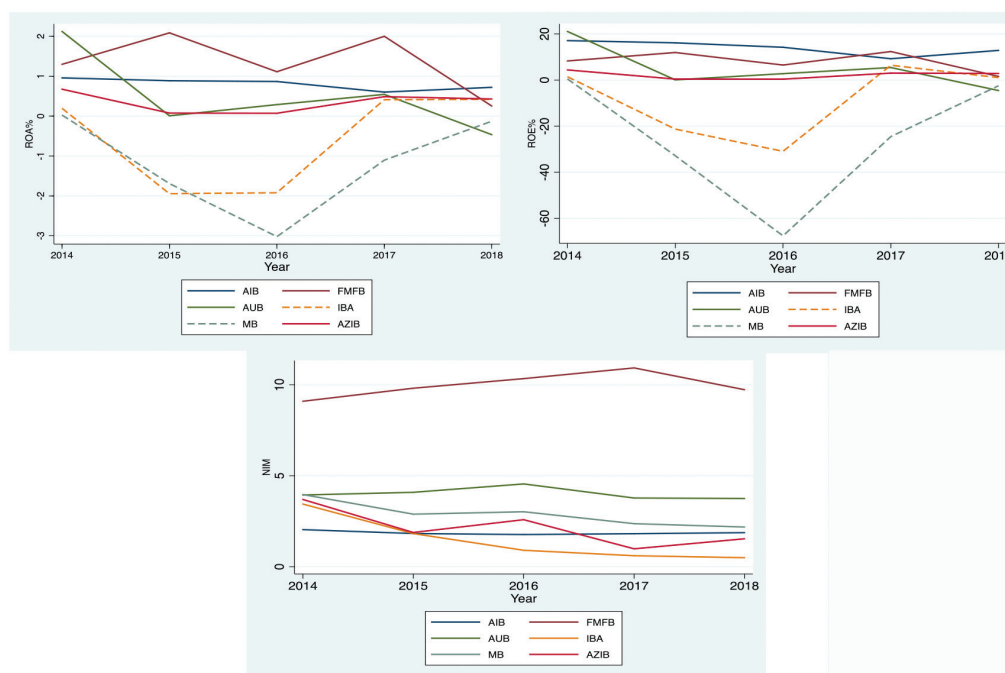 ROA%
2
1
0
-1
-2
-3
2014 2015 2016 2017 2018
Year
AIB FMFB
AUB IBA
MB AZIB
ROE%
20
0
-20
-40
-60
2014 2015 2016 2017 201
Year
AIB FMFB
AUB IBA
MB AZIB
NIM
10
5
0
2014 2015 2016 2017 2018
Year
AIB FMFB
AUB IBA
MB AZIB